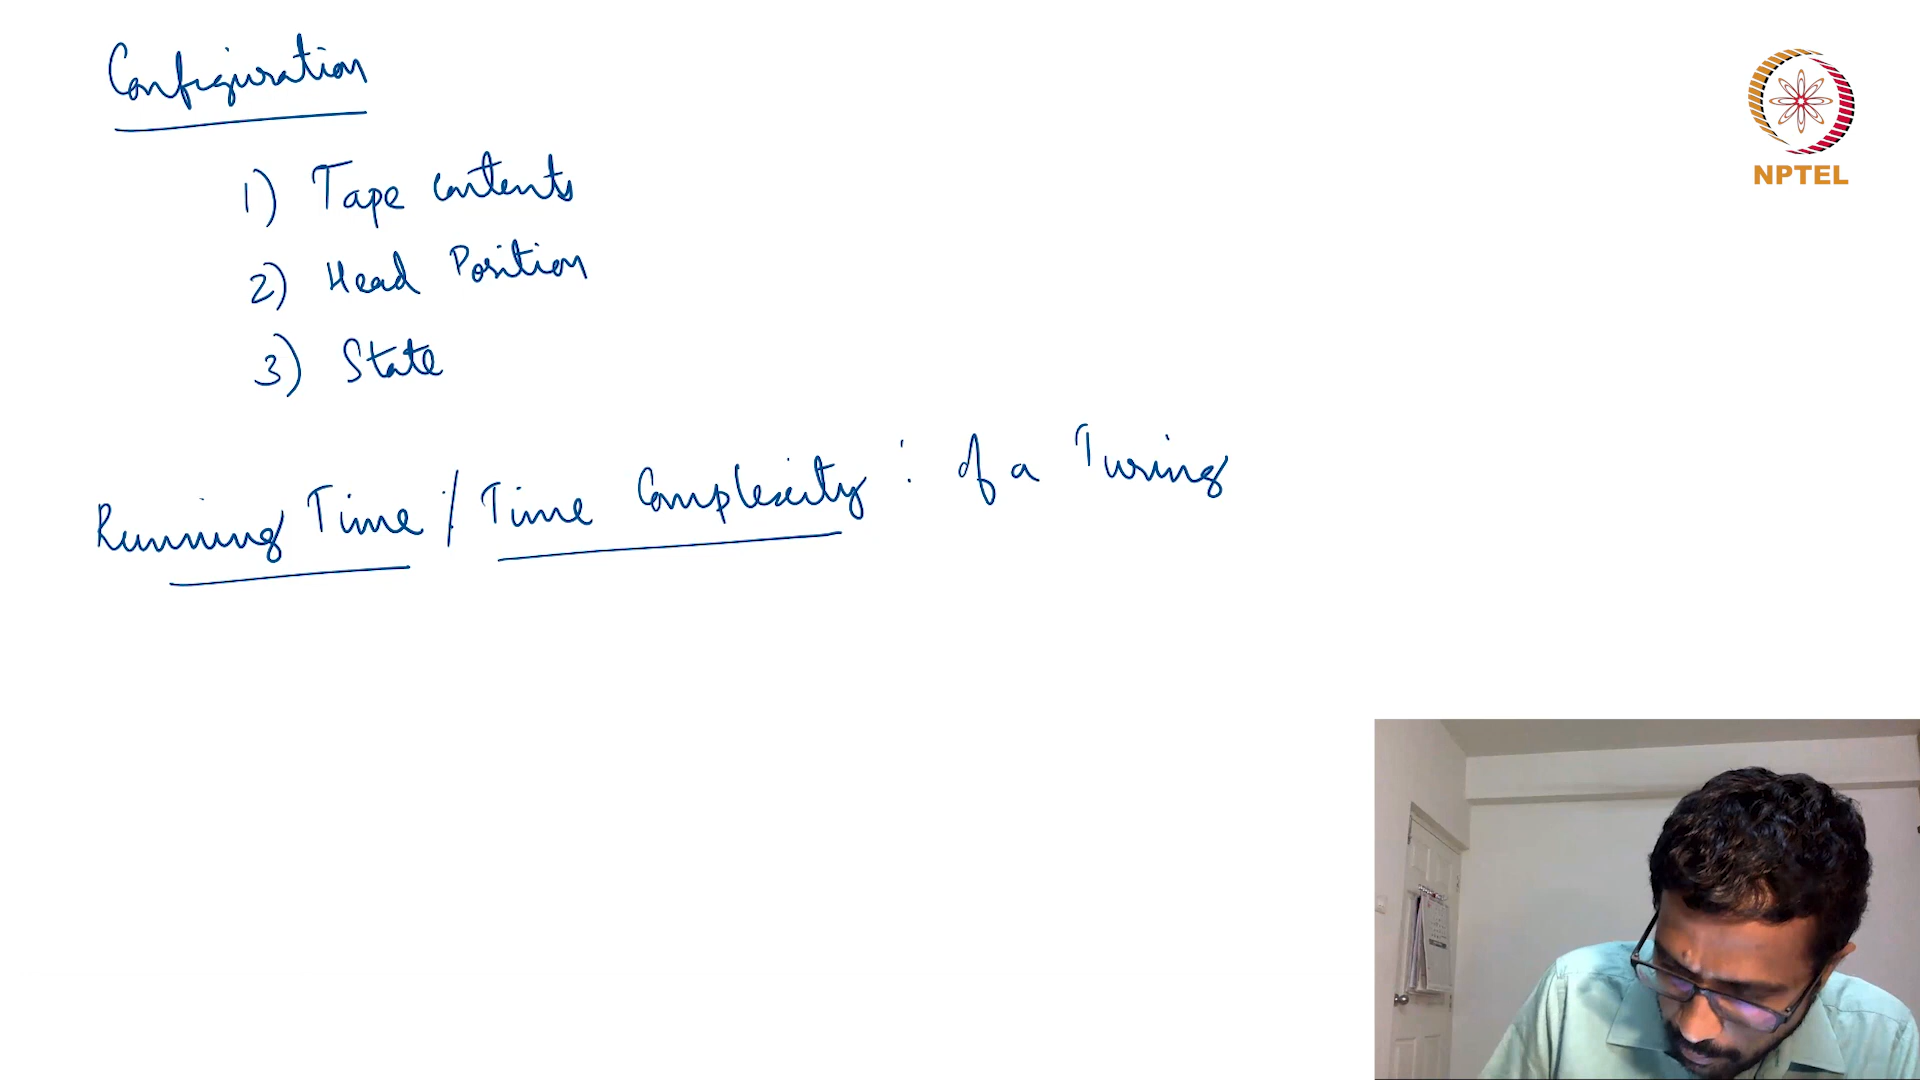 Configuration
1) Tape contents
2) Head Position
3) State
Running Time / Time Complexity : of a Turing
NPTEL